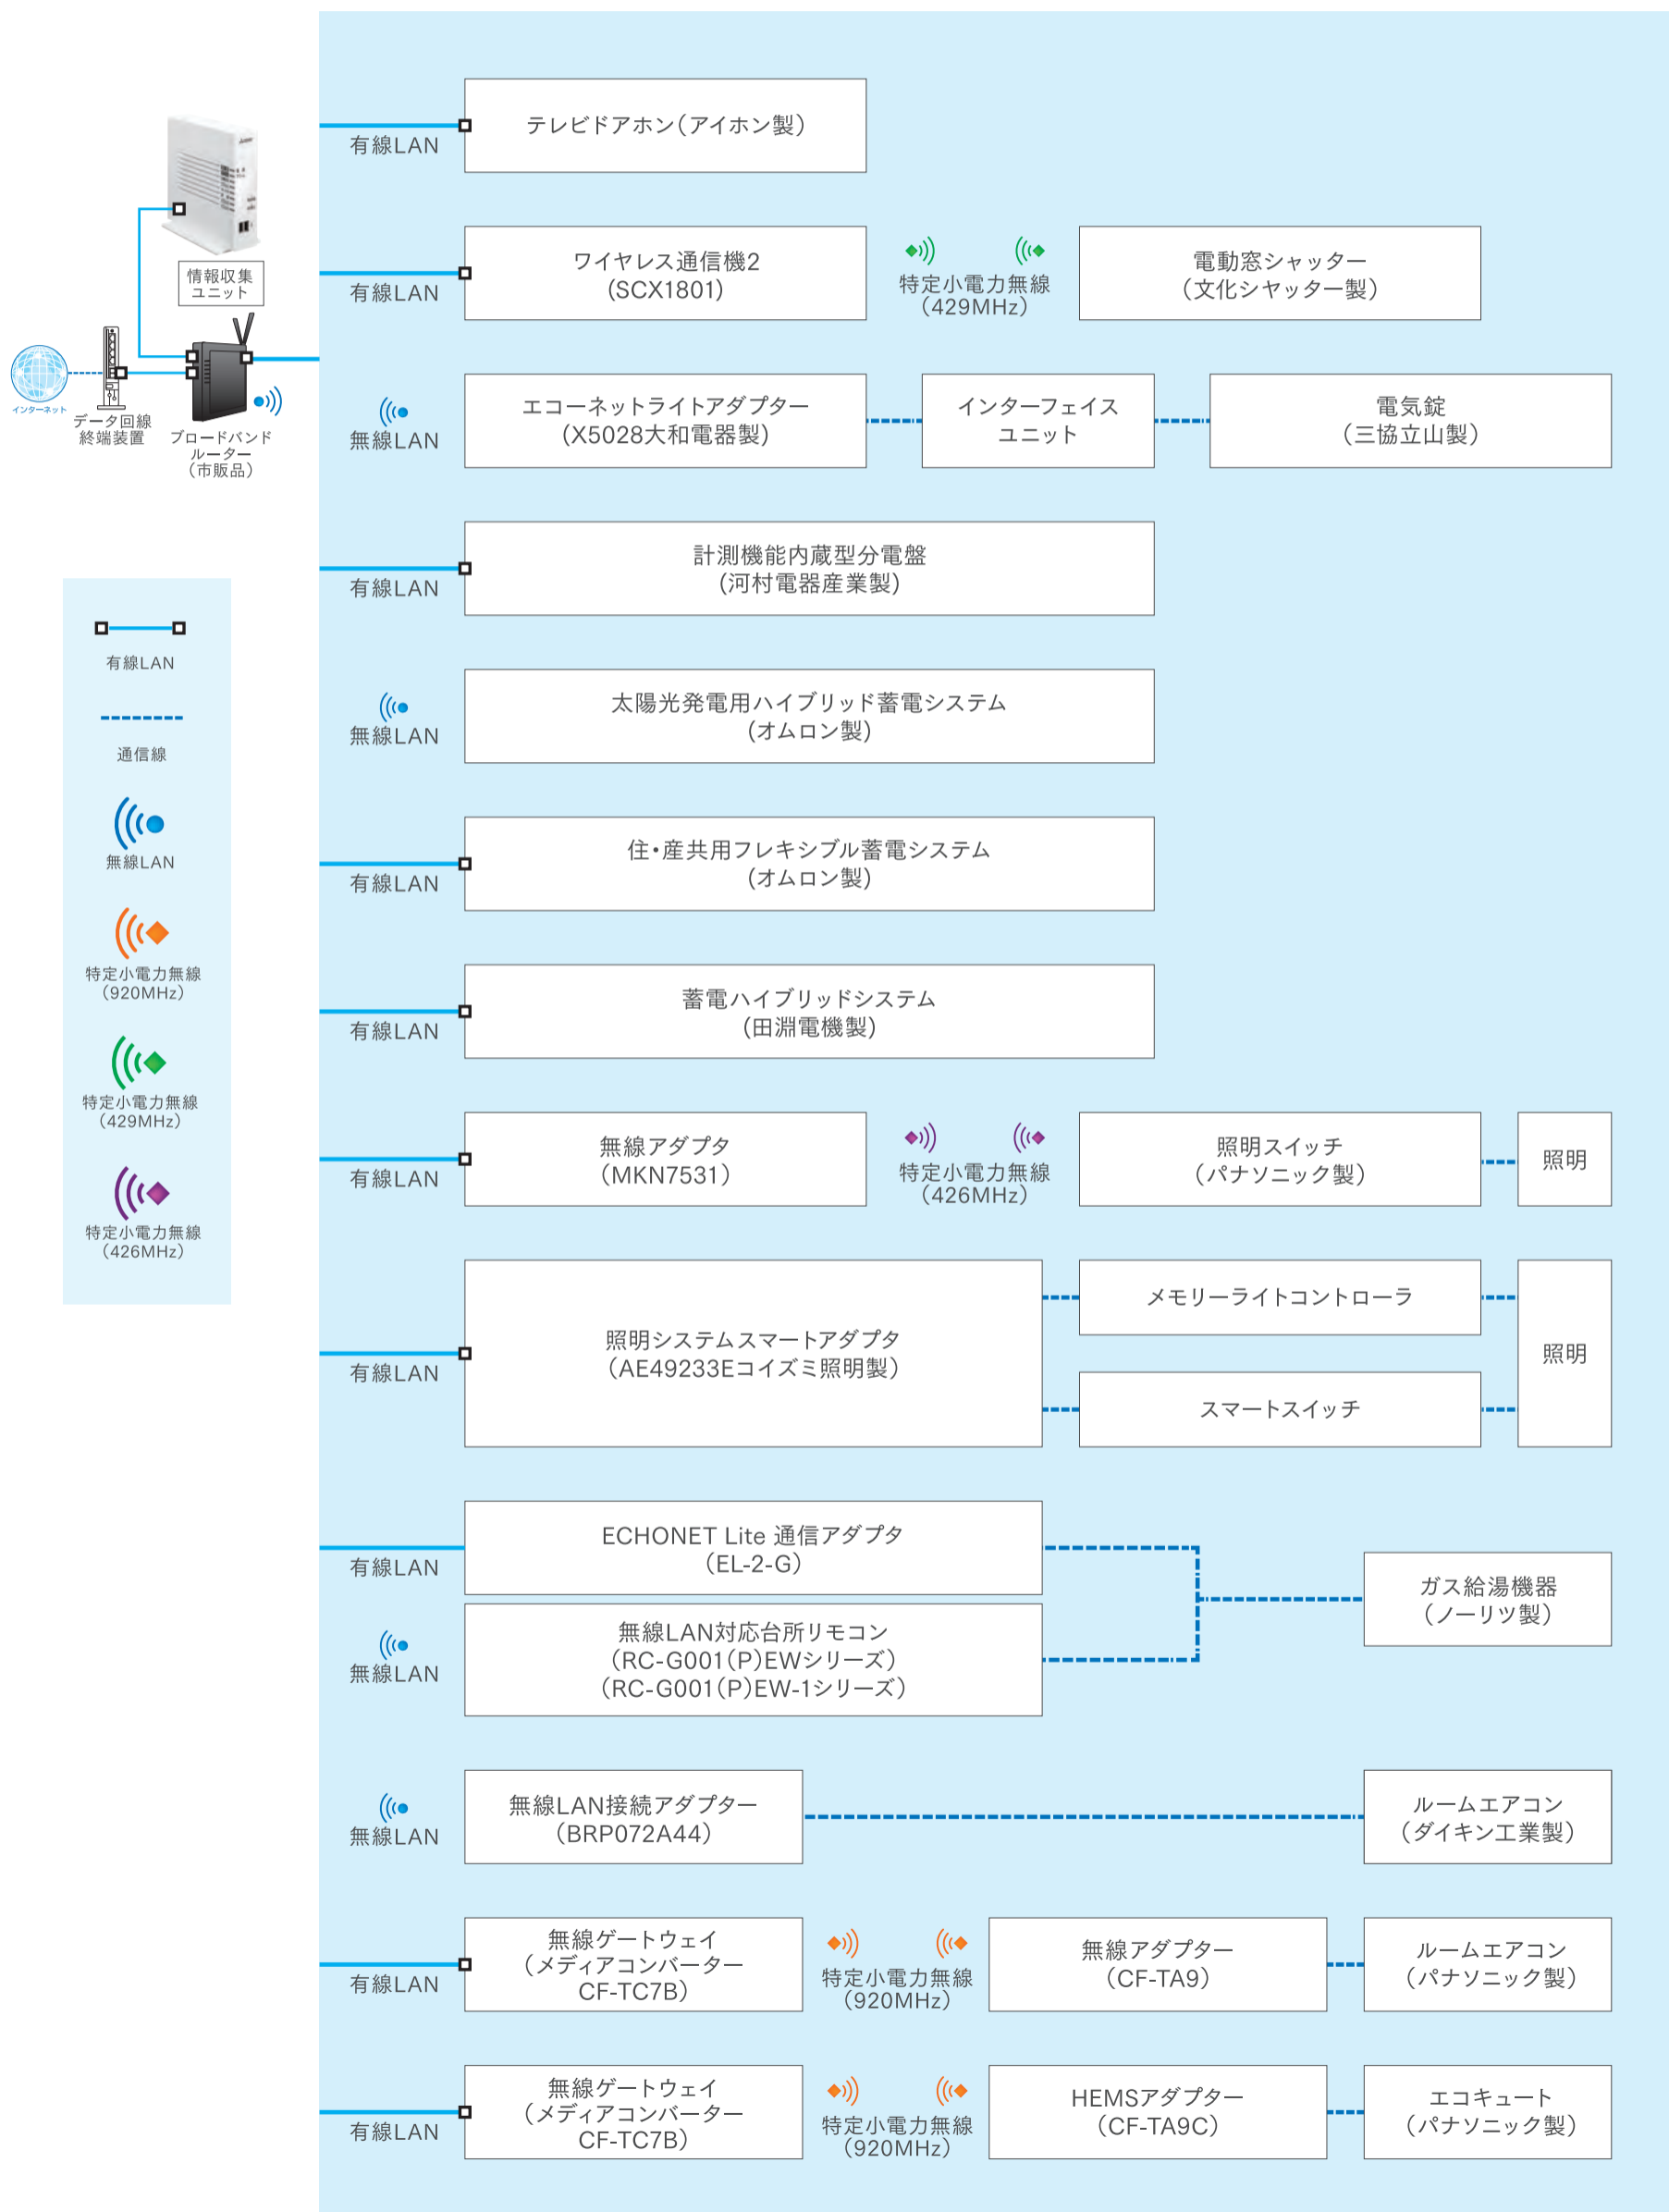 情報収集
ユニット
インターネット
データ回線
終端装置
ブロードバンド
ルーター
（市販品）
有線LAN
通信線
無線LAN
特定小電力無線
（920MHz）
特定小電力無線
（429MHz）
特定小電力無線
（426MHz）
有線LAN
テレビドアホン（アイホン製）
有線LAN
ワイヤレス通信機2
(SCX1801)
特定小電力無線
（429MHz）
電動窓シャッター
（文化シヤッター製）
無線LAN
エコーネットライトアダプター
(X5028大和電器製)
インターフェイス
ユニット
電気錠
（三協立山製）
有線LAN
計測機能内蔵型分電盤
(河村電器産業製)
無線LAN
太陽光発電用ハイブリッド蓄電システム
(オムロン製)
有線LAN
住・産共用フレキシブル蓄電システム
(オムロン製)
有線LAN
蓄電ハイブリッドシステム
(田淵電機製)
有線LAN
無線アダプタ
（MKN7531）
特定小電力無線
（426MHz）
照明スイッチ
（パナソニック製）
照明
有線LAN
照明システムスマートアダプタ
（AE49233Eコイズミ照明製）
メモリーライトコントローラ
スマートスイッチ
照明
有線LAN
ECHONET Lite 通信アダプタ
（EL-2-G）
無線LAN
無線LAN対応台所リモコン
（RC-G001（P）EWシリーズ）
（RC-G001（P）EW-1シリーズ）
ガス給湯機器
（ノーリツ製）
無線LAN
無線LAN接続アダプター
（BRP072A44）
ルームエアコン
（ダイキン工業製）
有線LAN
無線ゲートウェイ
（メディアコンバーター
CF-TC7B）
特定小電力無線
（920MHz）
無線アダプター
（CF-TA9）
ルームエアコン
（パナソニック製）
有線LAN
無線ゲートウェイ
（メディアコンバーター
CF-TC7B）
特定小電力無線
（920MHz）
HEMSアダプター
（CF-TA9C）
エコキュート
（パナソニック製）